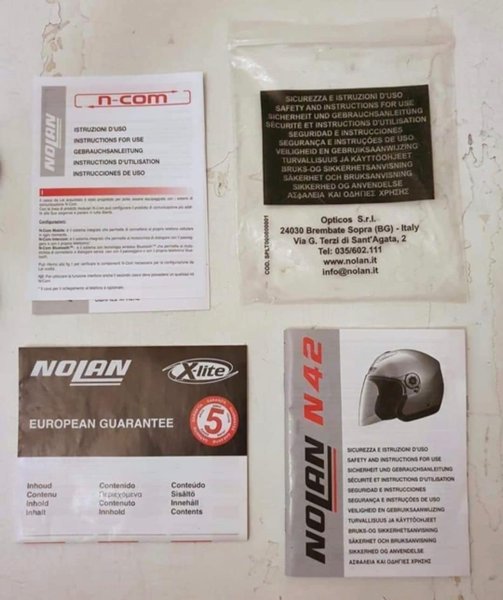 n-com
NOLAN
ISTRUZIONI D'USO
INSTRUCTIONS FOR USE
GEBRAUCHSANLEITUNG
INSTRUCTIONS D'UTILISATION
INSTRUCCIONES DE USO
SICUREZZA E ISTRUZIONI D'USO
SAFETY AND INSTRUCTIONS FOR USE
SICHERHEIT UND GEBRAUCHSANLEITUNG
SÉCURITÉ ET INSTRUCTIONS D'UTILISATION
SEGURIDAD E INSTRUCCIONES
SEGURANÇA E INSTRUÇÕES DE USO
VEILIGHEID EN GEBRUIKSAANWIJZING
TURVALLISUUS JA KÄYTTÖOHJEET
BRUKS-OG SIKKERHETSANVISNING
SÄKERHET OCH BRUKSANVISNING
SIKKERHED OG ANVENDELSE
ΑΣΦΑΛΕΙΑ ΚΑΙ ΟΔΗΓΙΕΣ ΧΡΗΣΗΣ
Opticos S.r.l.
24030 Brembate Sopra (BG) - Italy
Via G. Terzi di Sant'Agata, 2
Tel: 035/602.111
www.nolan.it
info@nolan.it
NOLAN
X-lite
EUROPEAN GUARANTEE
5
Inhoud Contenido Conteúdo
Contenu Περιεχόμενα Sisältö
Inhold Contenuto Innehåll
Inhalt Innhold Contents
NOLAN N42
SICUREZZA E ISTRUZIONI D'USO
SAFETY AND INSTRUCTIONS FOR USE
SICHERHEIT UND GEBRAUCHSANLEITUNG
SÉCURITÉ ET INSTRUCTIONS D'UTILISATION
SEGURIDAD E INSTRUCCIONES
SEGURANÇA E INSTRUÇÕES DE USO
VEILIGHEID EN GEBRUIKSAANWIJZING
TURVALLISUUS JA KÄYTTÖOHJEET
BRUKS-OG SIKKERHETSANVISNING
SÄKERHET OCH BRUKSANVISNING
SIKKERHED OG ANVENDELSE
ΑΣΦΑΛΕΙΑ ΚΑΙ ΟΔΗΓΙΕΣ ΧΡΗΣΗΣ